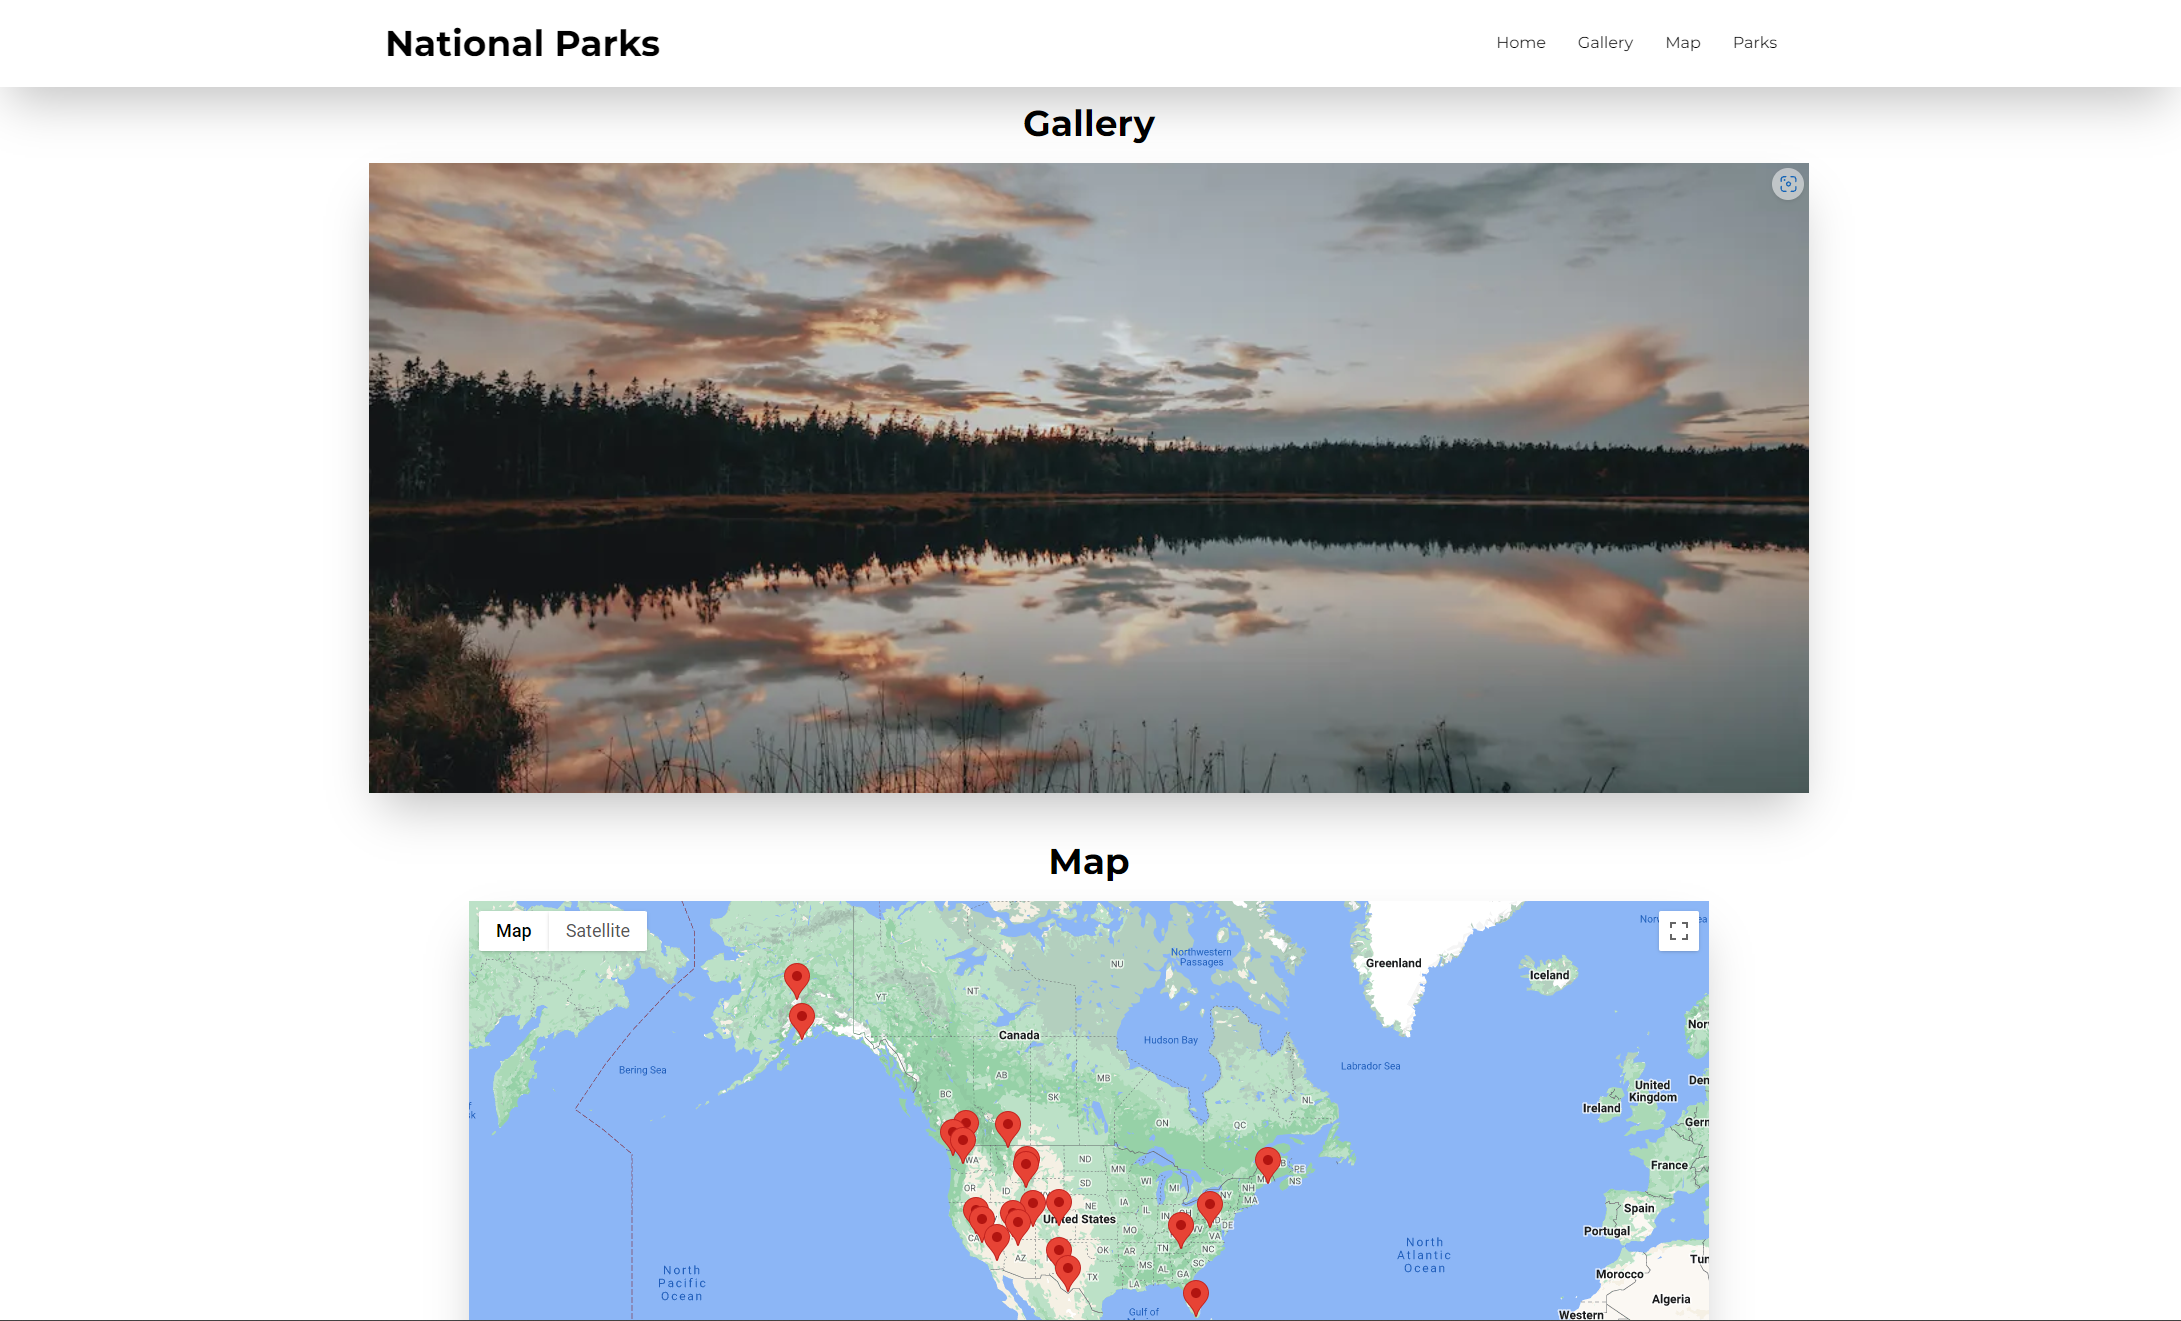 National Parks
Home Gallery Map Parks
Gallery
Map
Map Satellite
Greenland
Iceland
Northwestern
Passages
NU
NT
YT
Canada
Hudson Bay
Labrador Sea
Bering Sea
AB
MB
BC
SK
NL
ON
QC
United
Kingdom
Ireland
France
WA
ND
MN
PE
NS
OR
ID
SD
WI
MI
NY
NH
MA
NE
IA
IL
IN
United States
MO
WV
VA
DE
CA
AZ
OK
AR
TN
NC
MS
AL
SC
GA
TX
LA
Spain
Portugal
Morocco
Algeria
Western
North
Pacific
Ocean
North
Atlantic
Ocean
Gulf of